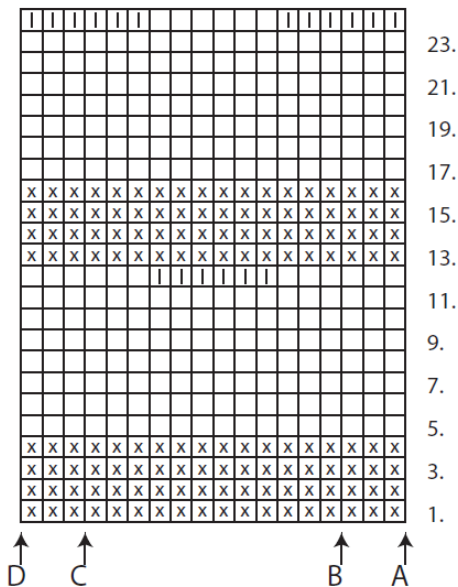 I I I I I I I I I I I I
23.
21.
19.
17.
x x x x x x x x x x x x x x x x x x
x x x x x x x x x x x x x x x x x x 15.
x x x x x x x x x x x x x x x x x x
x x x x x x x x x x x x x x x x x x 13.
I I I I I I
11.
9.
7.
5.
x x x x x x x x x x x x x x x x x x
x x x x x x x x x x x x x x x x x x 3.
x x x x x x x x x x x x x x x x x x
x x x x x x x x x x x x x x x x x x 1.
D C B A